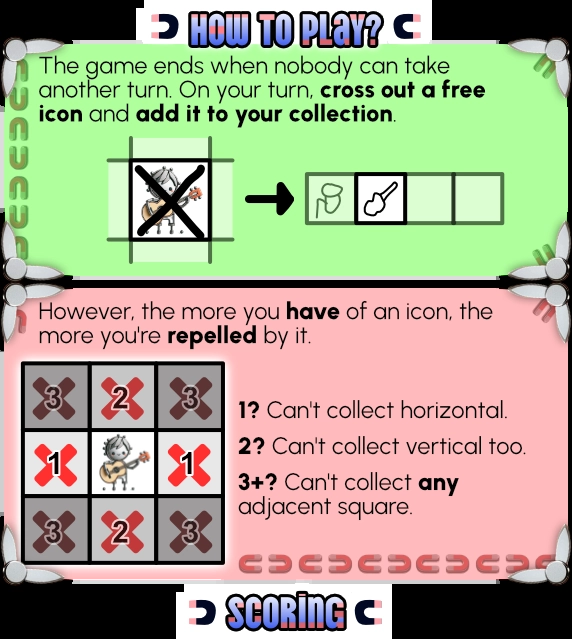 HOW TO PLAY?
The game ends when nobody can take
another turn. On your turn, cross out a free
icon and add it to your collection.
However, the more you have of an icon, the
more you're repelled by it.
3 2 3
1 1
3 2 3
1? Can't collect horizontal.
2? Can't collect vertical too.
3+? Can't collect any
adjacent square.
SCORING